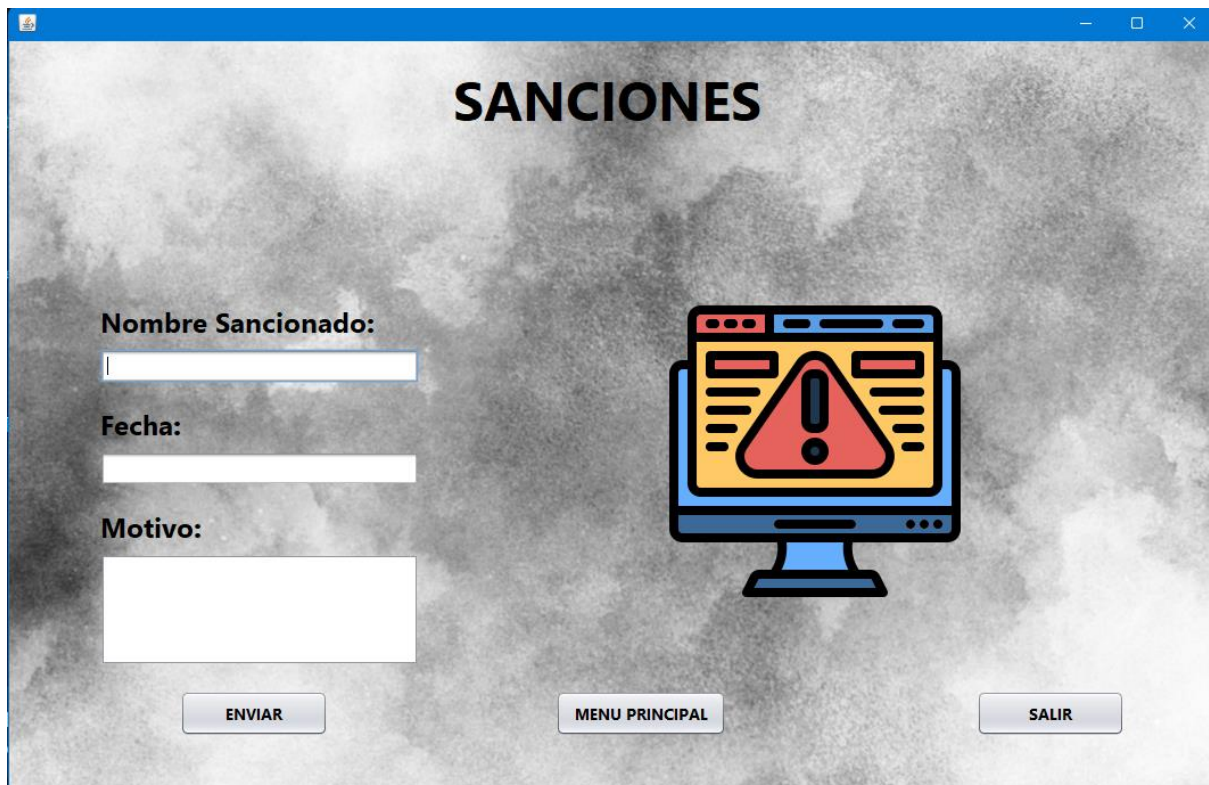 SANCIONES
Nombre Sancionado:
Fecha:
Motivo:
ENVIAR
MENU PRINCIPAL
SALIR